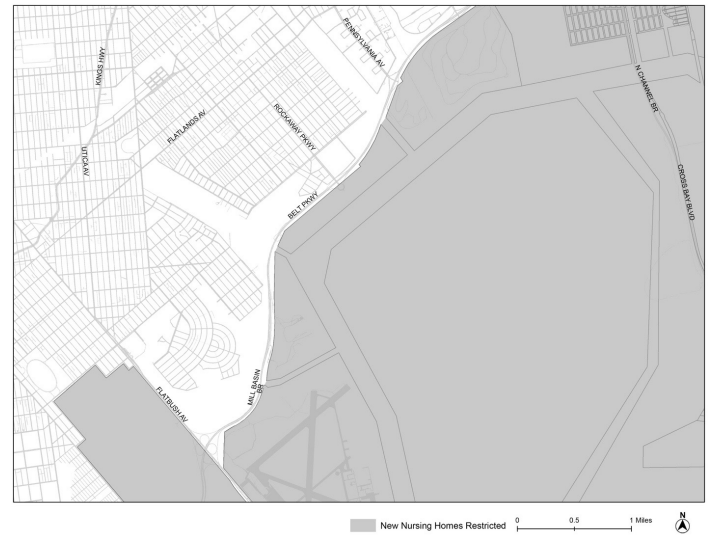 PENNSYLVANIA AV
KINGS HWY
N CHANNEL BR
FLATLANDS AV
ROCKAWAY PKWY
UTICA AV
CROSS BAY BLVD
BELT PKWY
MILL BASIN
BR
FLATBUSH AV
New Nursing Homes Restricted
0 0.5 1 Miles
N